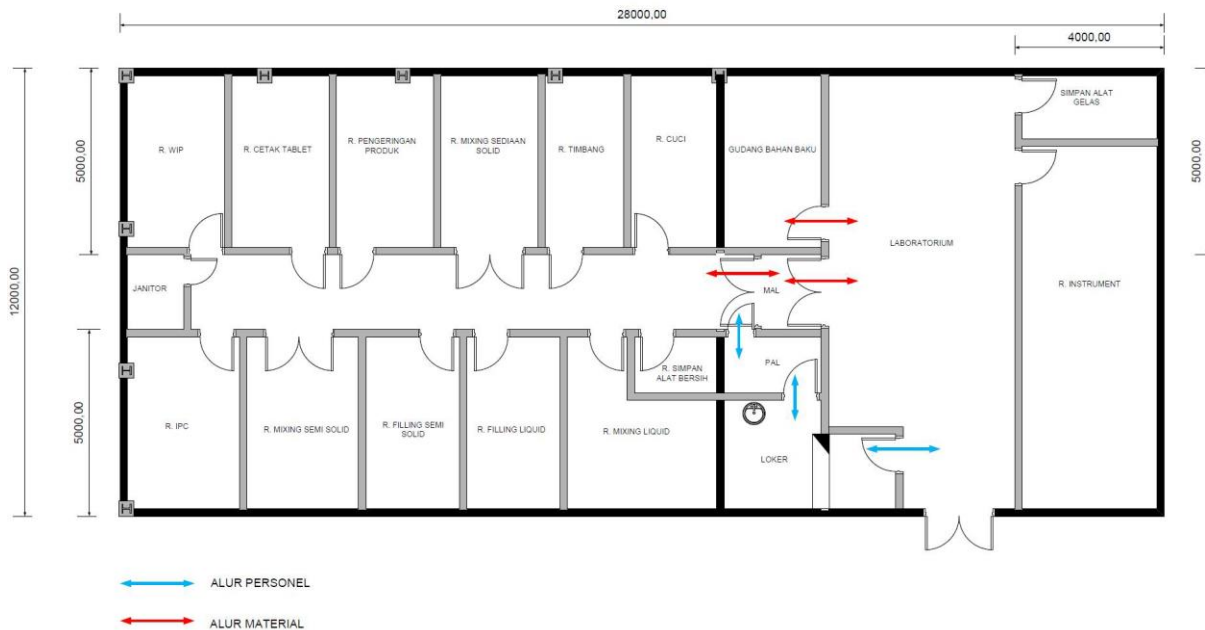 28000,00
4000,00
12000,00
5000,00
5000,00
5000,00
R. WIP
R. CETAK TABLET
R. PENGERINGAN
PRODUK
R. MIXING SEDIAAN
SOLID
R. TIMBANG
R. CUCI
GUDANG BAHAN BAKU
SIMPAN ALAT
GELAS
LABORATORIUM
R. INSTRUMENT
JANITOR
MAL
PAL
R. SIMPAN
ALAT BERSIH
R. IPC
R. MIXING SEMI SOLID
R. FILLING SEMI
SOLID
R. FILLING LIQUID
R. MIXING LIQUID
LOKER
ALUR PERSONEL
ALUR MATERIAL